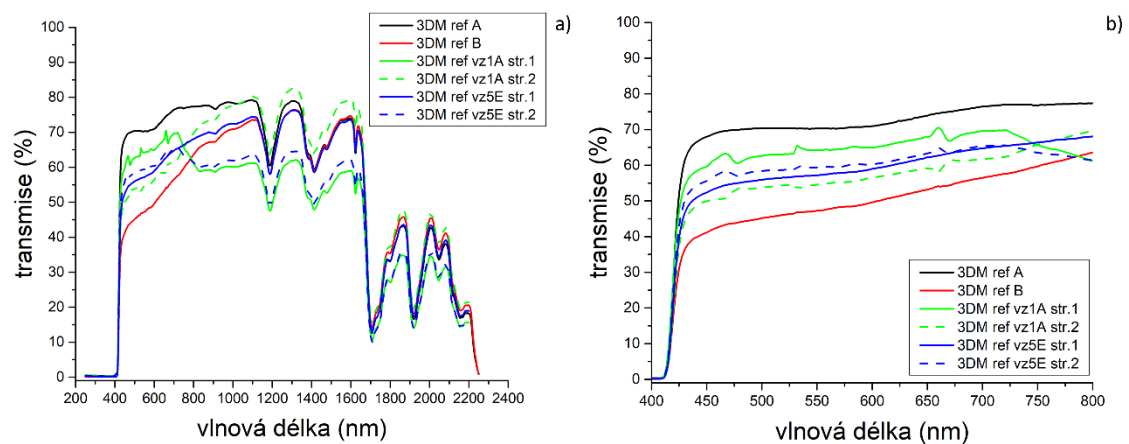 a)
3DM ref A
3DM ref B
3DM ref vz1A str.1
3DM ref vz1A str.2
3DM ref vz5E str.1
3DM ref vz5E str.2
transmise (%)
100
90
80
70
60
50
40
30
20
10
0
200 400 600 800 1000 1200 1400 1600 1800 2000 2200 2400
vlnová délka (nm)
b)
transmise (%)
100
90
80
70
60
50
40
30
20
10
0
3DM ref A
3DM ref B
3DM ref vz1A str.1
3DM ref vz1A str.2
3DM ref vz5E str.1
3DM ref vz5E str.2
400 450 500 550 600 650 700 750 800
vlnová délka (nm)